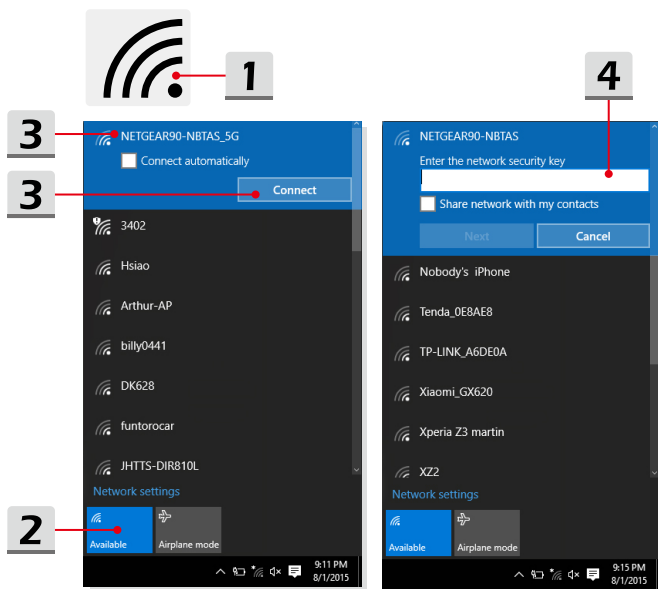 1
3
NETGEAR90-NBTAS_5G
Connect automatically
3
Connect
3402
Hsiao
Arthur-AP
billy0441
DK628
funtorocar
JHTTS-DIR810L
Network settings
2
Available
Airplane mode
9:11 PM
8/1/2015
4
NETGEAR90-NBTAS
Enter the network security key
Share network with my contacts
Next
Cancel
Nobody's iPhone
Tenda_0E8AE8
TP-LINK_A6DE0A
Xiaomi_GX620
Xperia Z3 martin
XZ2
Network settings
Available
Airplane mode
9:15 PM
8/1/2015